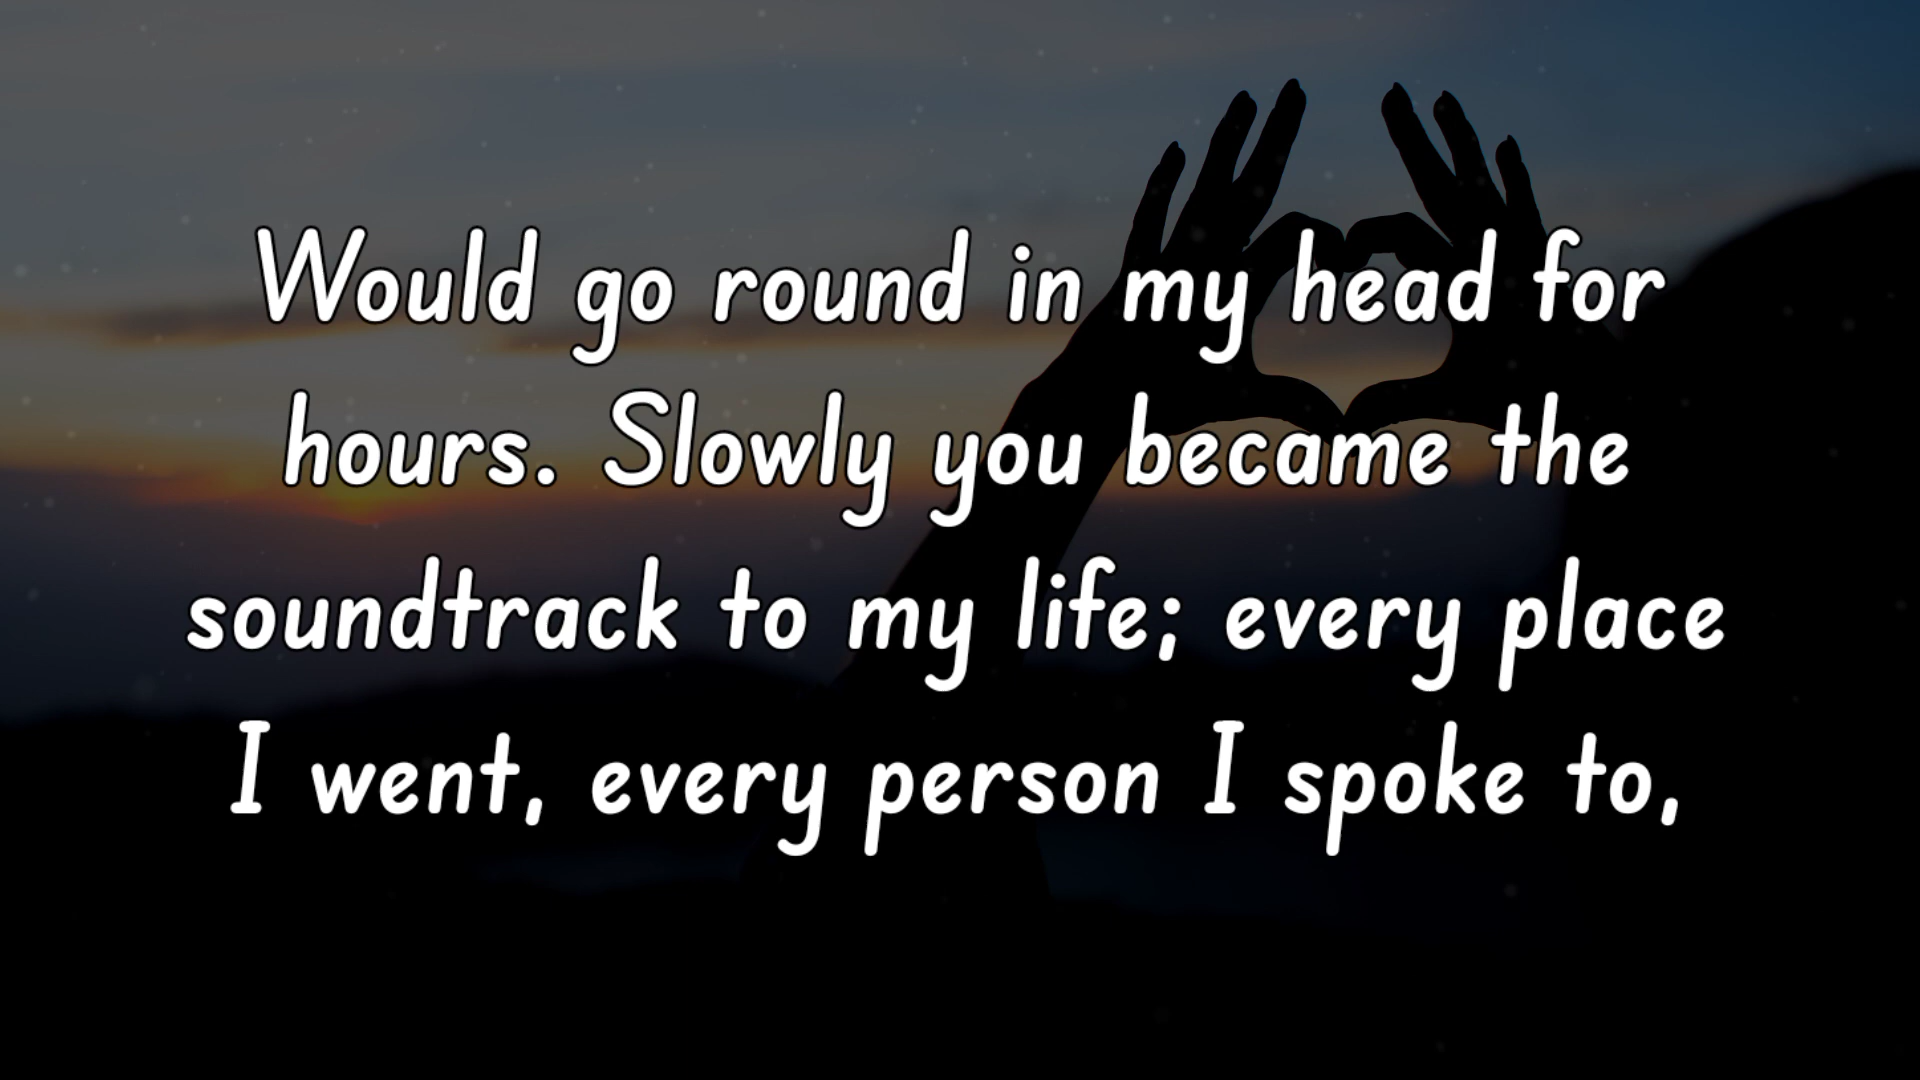 Would go round in my head for
hours. Slowly you became the
soundtrack to my life; every place
I went, every person I spoke to,